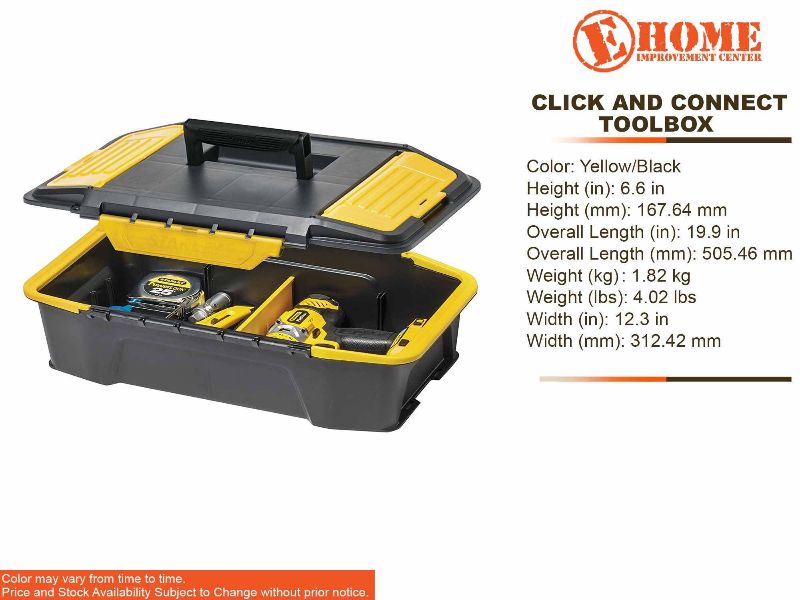 E HOME
IMPROVEMENT CENTER
CLICK AND CONNECT
TOOLBOX
Color: Yellow/Black
Height (in): 6.6 in
Height (mm): 167.64 mm
Overall Length (in): 19.9 in
Overall Length (mm): 505.46 mm
Weight (kg): 1.82 kg
Weight (lbs): 4.02 lbs
Width (in): 12.3 in
Width (mm): 312.42 mm
STANLEY
25
Color may vary from time to time.
Price and Stock Availability Subject to Change without prior notice.